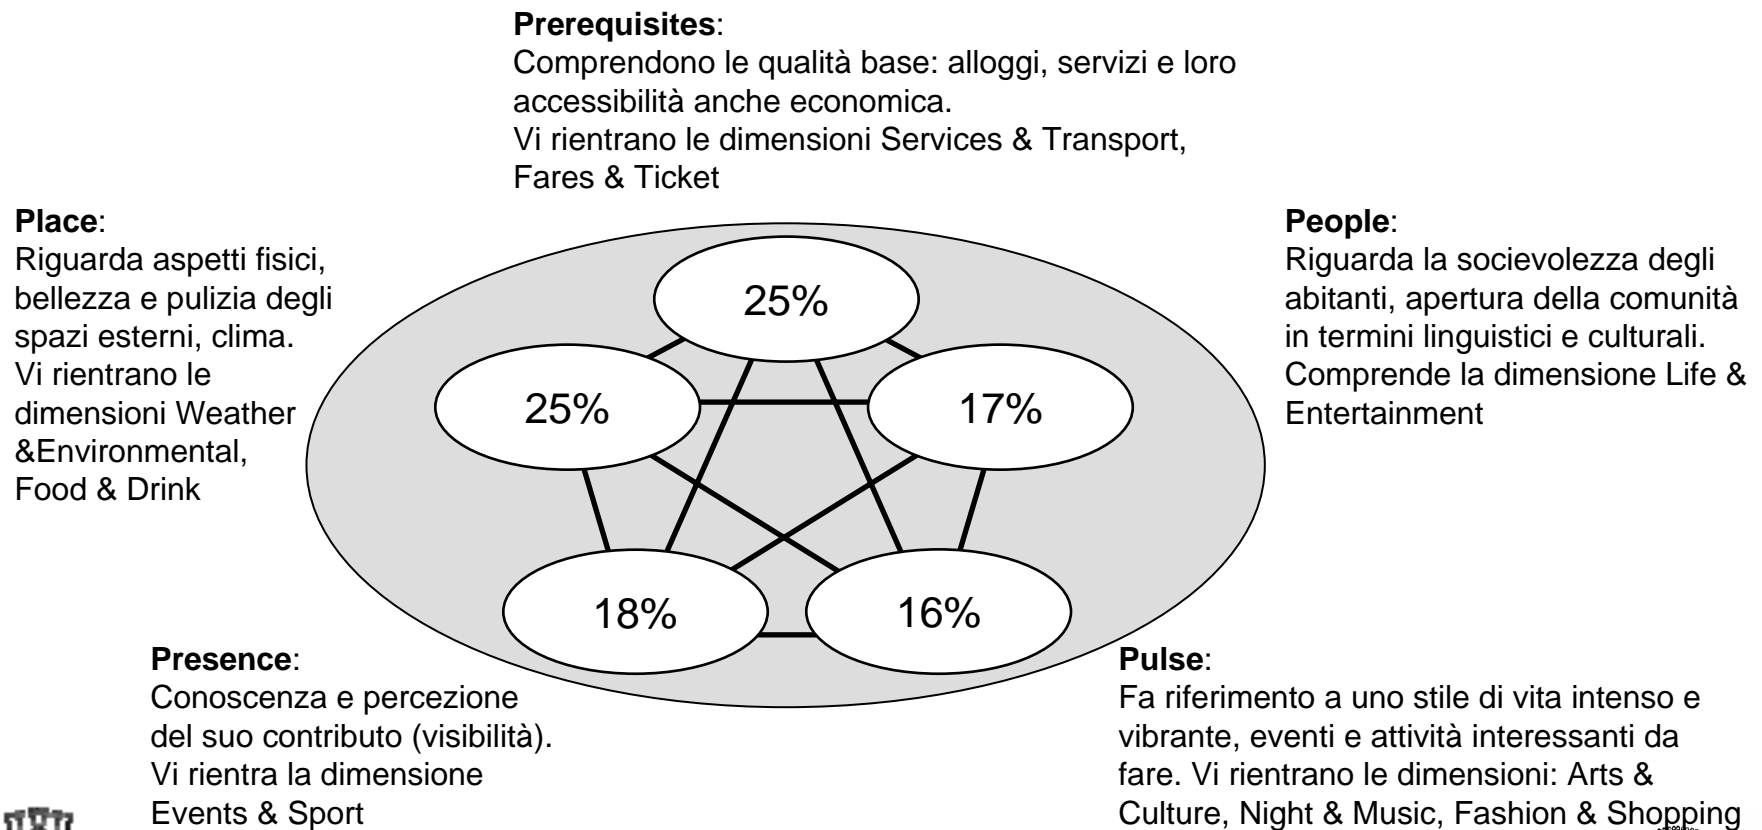 Prerequisites:
Comprendono le qualità base: alloggi, servizi e loro
accessibilità anche economica.
Vi rientrano le dimensioni Services & Transport,
Fares & Ticket
Place:
Riguarda aspetti fisici,
bellezza e pulizia degli
spazi esterni, clima.
Vi rientrano le
dimensioni Weather
&Environmental,
Food & Drink
People:
Riguarda la socievolezza degli
abitanti, apertura della comunità
in termini linguistici e culturali.
Comprende la dimensione Life &
Entertainment
25%
25%
17%
18%
16%
Presence:
Conoscenza e percezione
del suo contributo (visibilità).
Vi rientra la dimensione
Events & Sport
Pulse:
Fa riferimento a uno stile di vita intenso e
vibrante, eventi e attività interessanti da
fare. Vi rientrano le dimensioni: Arts &
Culture, Night & Music, Fashion & Shopping